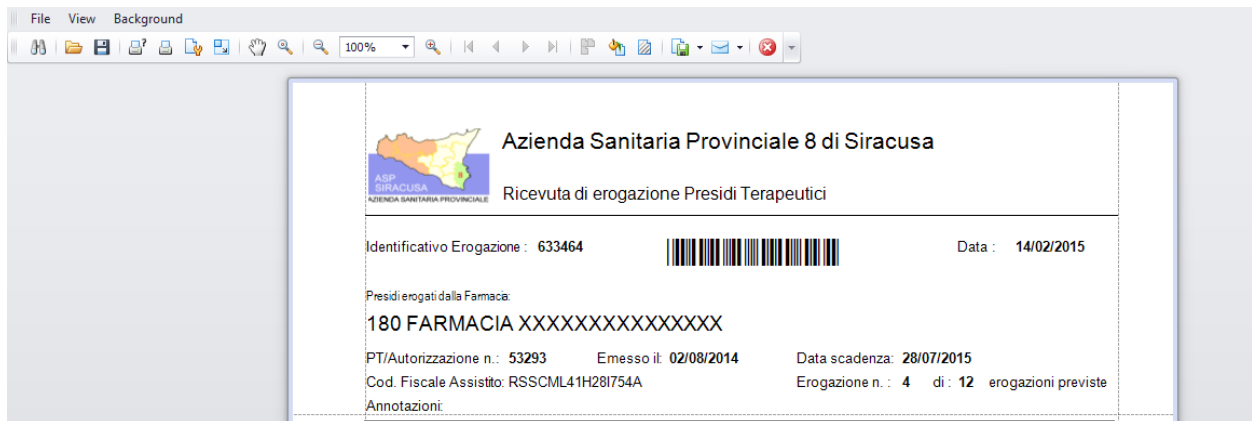 File View Background
100%
Azienda Sanitaria Provinciale 8 di Siracusa
ASP
SIRACUSA
AZIENDA SANITARIA PROVINCIALE
8
Ricevuta di erogazione Presidi Terapeutici
Identificativo Erogazione : 633464 Data : 14/02/2015
Presidi erogati dalla Farmacia:
180 FARMACIA XXXXXXXXXXXXXXX
PT/Autorizzazione n.: 53293 Emesso il: 02/08/2014 Data scadenza: 28/07/2015
Cod. Fiscale Assistito: RSSCML41H28I754A Erogazione n. : 4 di : 12 erogazioni previste
Annotazioni: